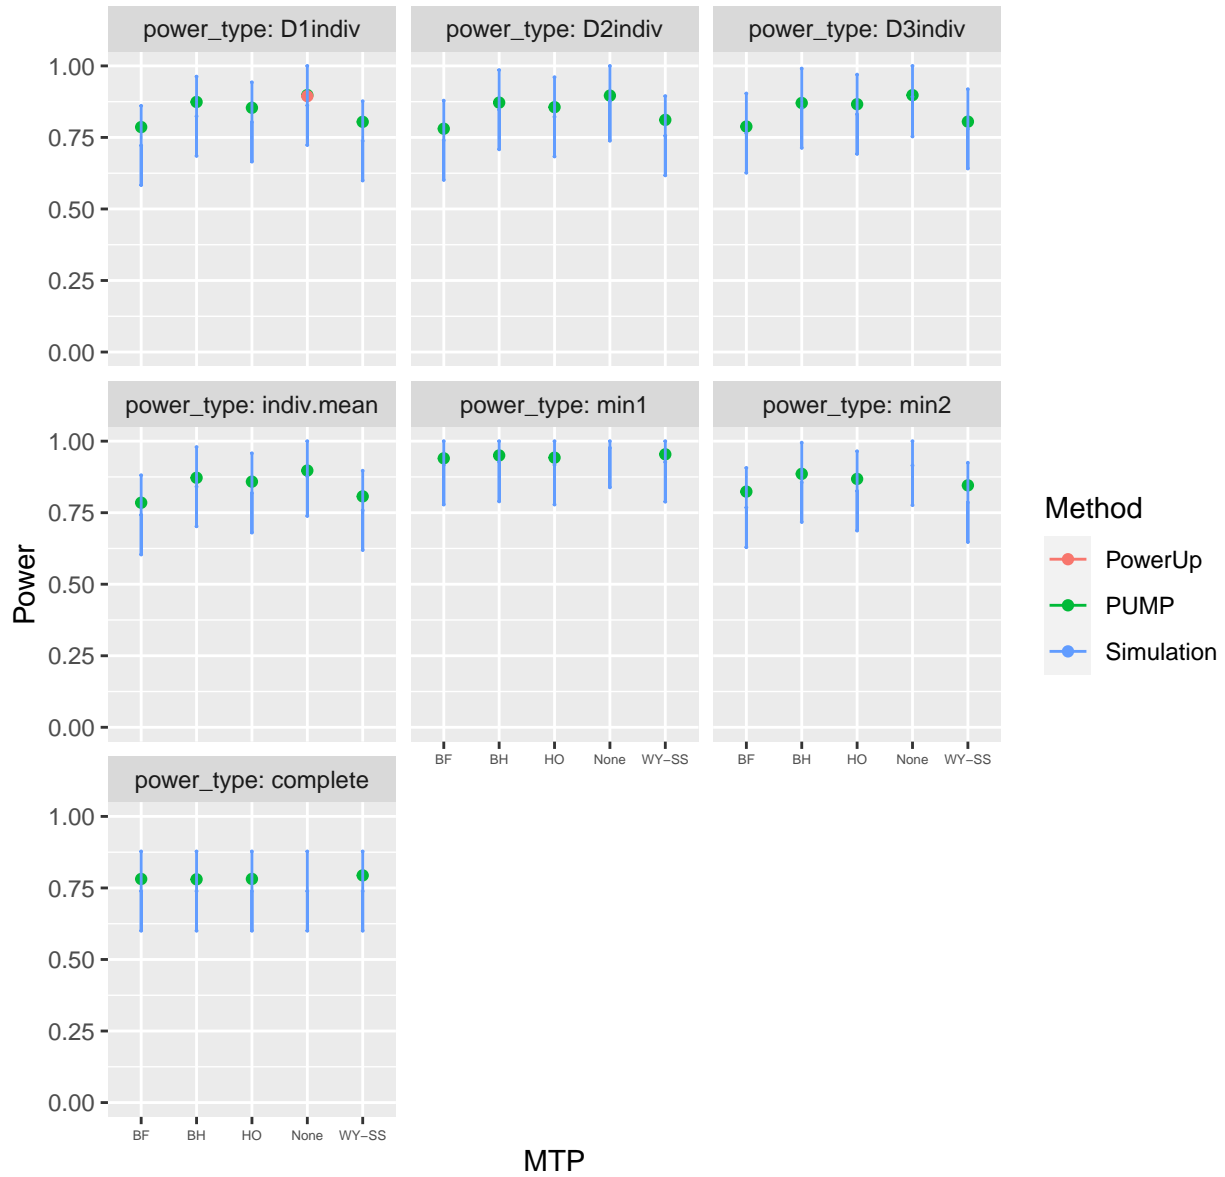 power_type: D1indiv
power_type: D2indiv
power_type: D3indiv
1.00
0.75
0.50
0.25
0.00
power_type: indiv.mean
power_type: min1
power_type: min2
1.00
0.75
0.50
0.25
0.00
BF BH HO None WY−SS
BF BH HO None WY−SS
power_type: complete
1.00
0.75
0.50
0.25
0.00
BF BH HO None WY−SS
MTP
Power
Method
PowerUp
PUMP
Simulation